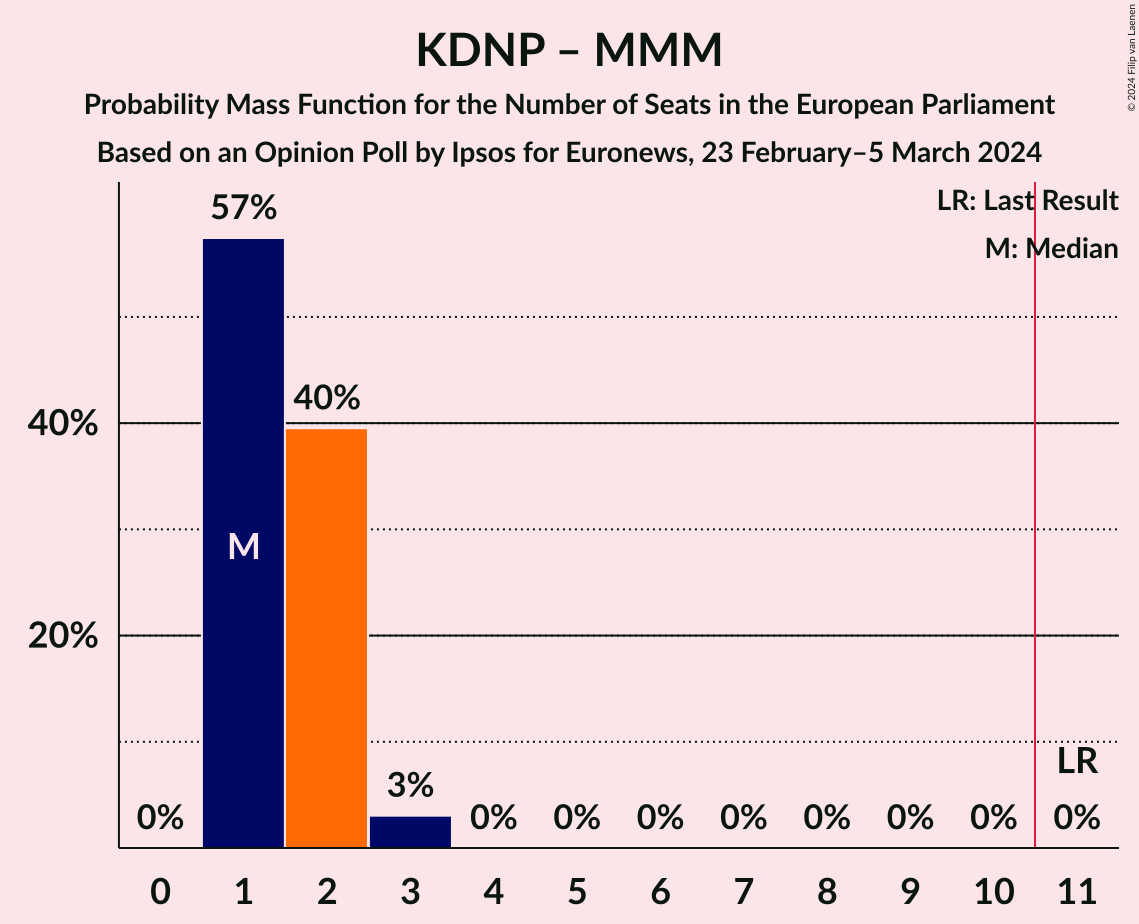 KDNP – MMM
Probability Mass Function for the Number of Seats in the European Parliament
Based on an Opinion Poll by Ipsos for Euronews, 23 February–5 March 2024
© 2024 Filip van Laenen
LR: Last Result
M: Median
57%
40%
40%
M
20%
LR
3%
0% 0% 0% 0% 0% 0% 0% 0% 0%
0 1 2 3 4 5 6 7 8 9 10 11